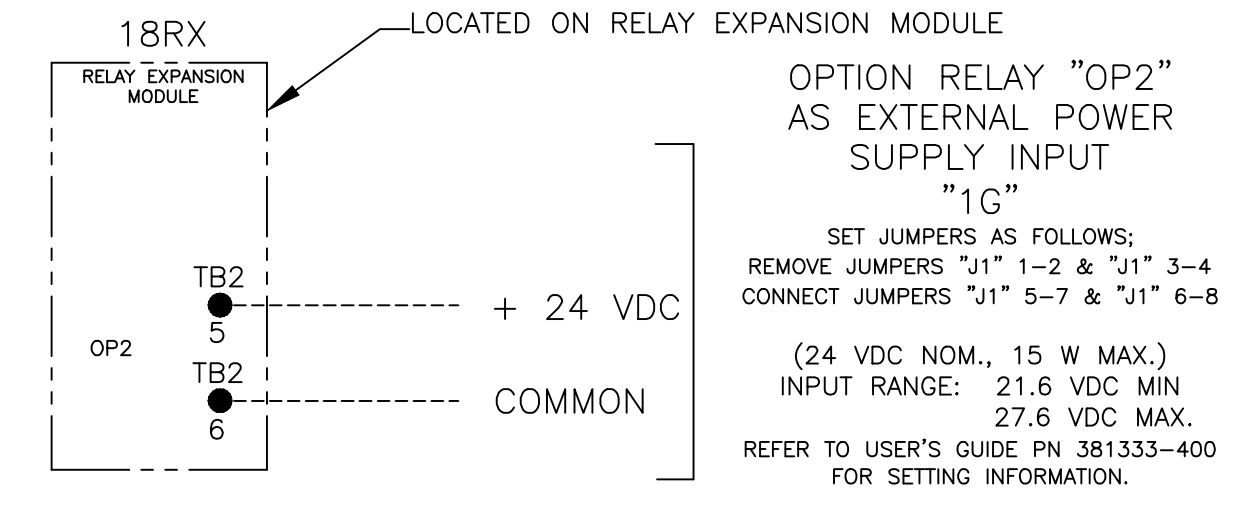 18RX
LOCATED ON RELAY EXPANSION MODULE
RELAY EXPANSION
MODULE
TB2
5
OP2
TB2
6
+ 24 VDC
COMMON
OPTION RELAY "OP2"
AS EXTERNAL POWER
SUPPLY INPUT
"1G"
SET JUMPERS AS FOLLOWS;
REMOVE JUMPERS "J1" 1-2 & "J1" 3-4
CONNECT JUMPERS "J1" 5-7 & "J1" 6-8
(24 VDC NOM., 15 W MAX.)
INPUT RANGE: 21.6 VDC MIN
27.6 VDC MAX.
REFER TO USER'S GUIDE PN 381333-400
FOR SETTING INFORMATION.